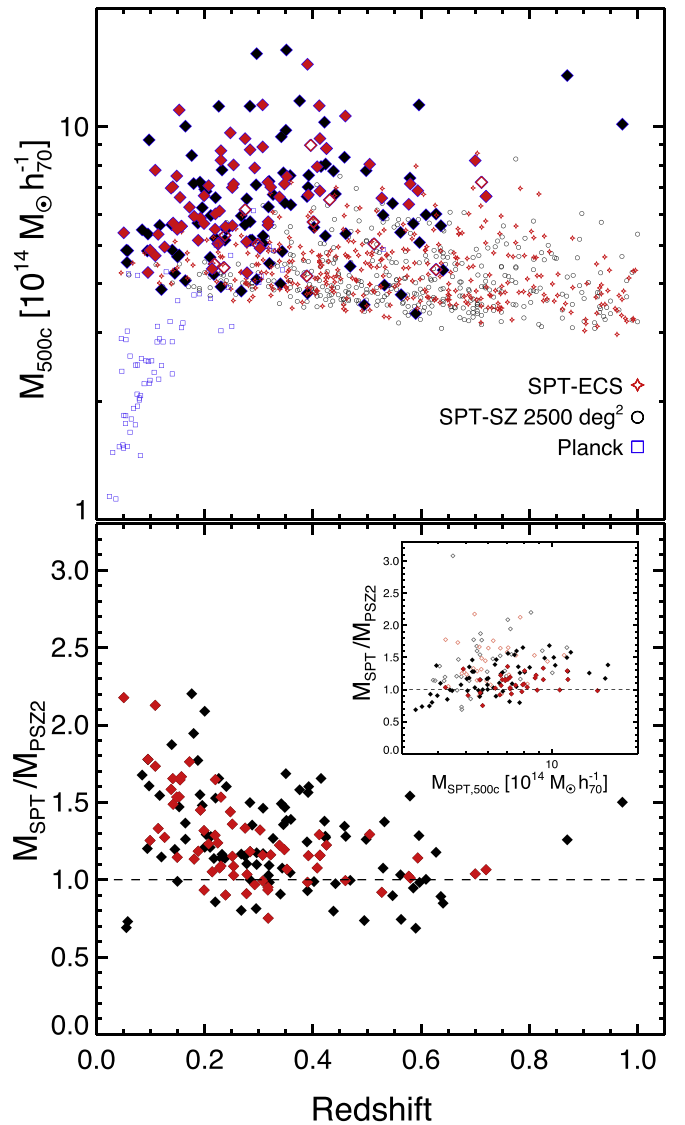 M500c [10^14 M⊙ h70^-1]
10
1
SPT-ECS
SPT-SZ 2500 deg^2
Planck
MSPT/MPSZ2
3.0
2.5
2.0
1.5
1.0
0.5
0.0
MSPT/MPSZ2
3.0
2.5
2.0
1.5
1.0
0.5
0.0
10
MSPT,500c [10^14 M⊙ h70^-1]
0.0 0.2 0.4 0.6 0.8 1.0
Redshift